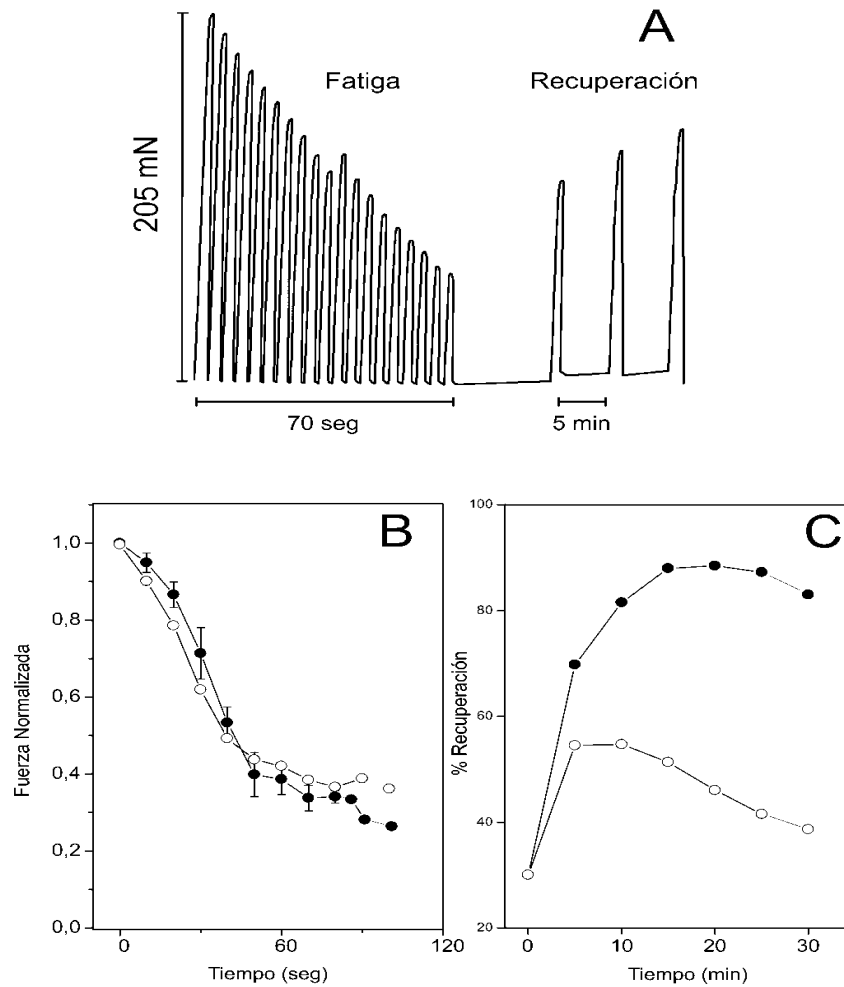 A
Fatiga
Recuperación
205 mN
70 seg
5 min
B
1,0
0,8
0,6
0,4
0,2
0,0
Fuerza Normalizada
0
60
120
Tiempo (seg)
C
100
80
60
40
20
% Recuperación
0
10
20
30
Tiempo (min)